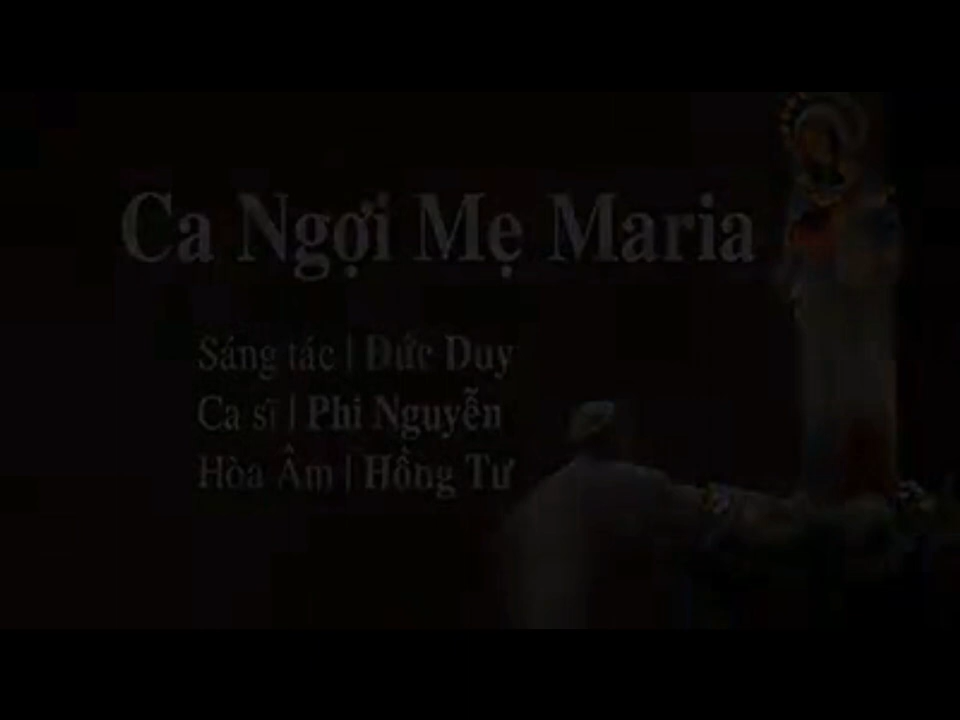 Ca Ngợi Mẹ Maria
Sáng tác | Đức Duy
Ca sĩ | Phi Nguyễn
Hòa Âm | Hồng Tư